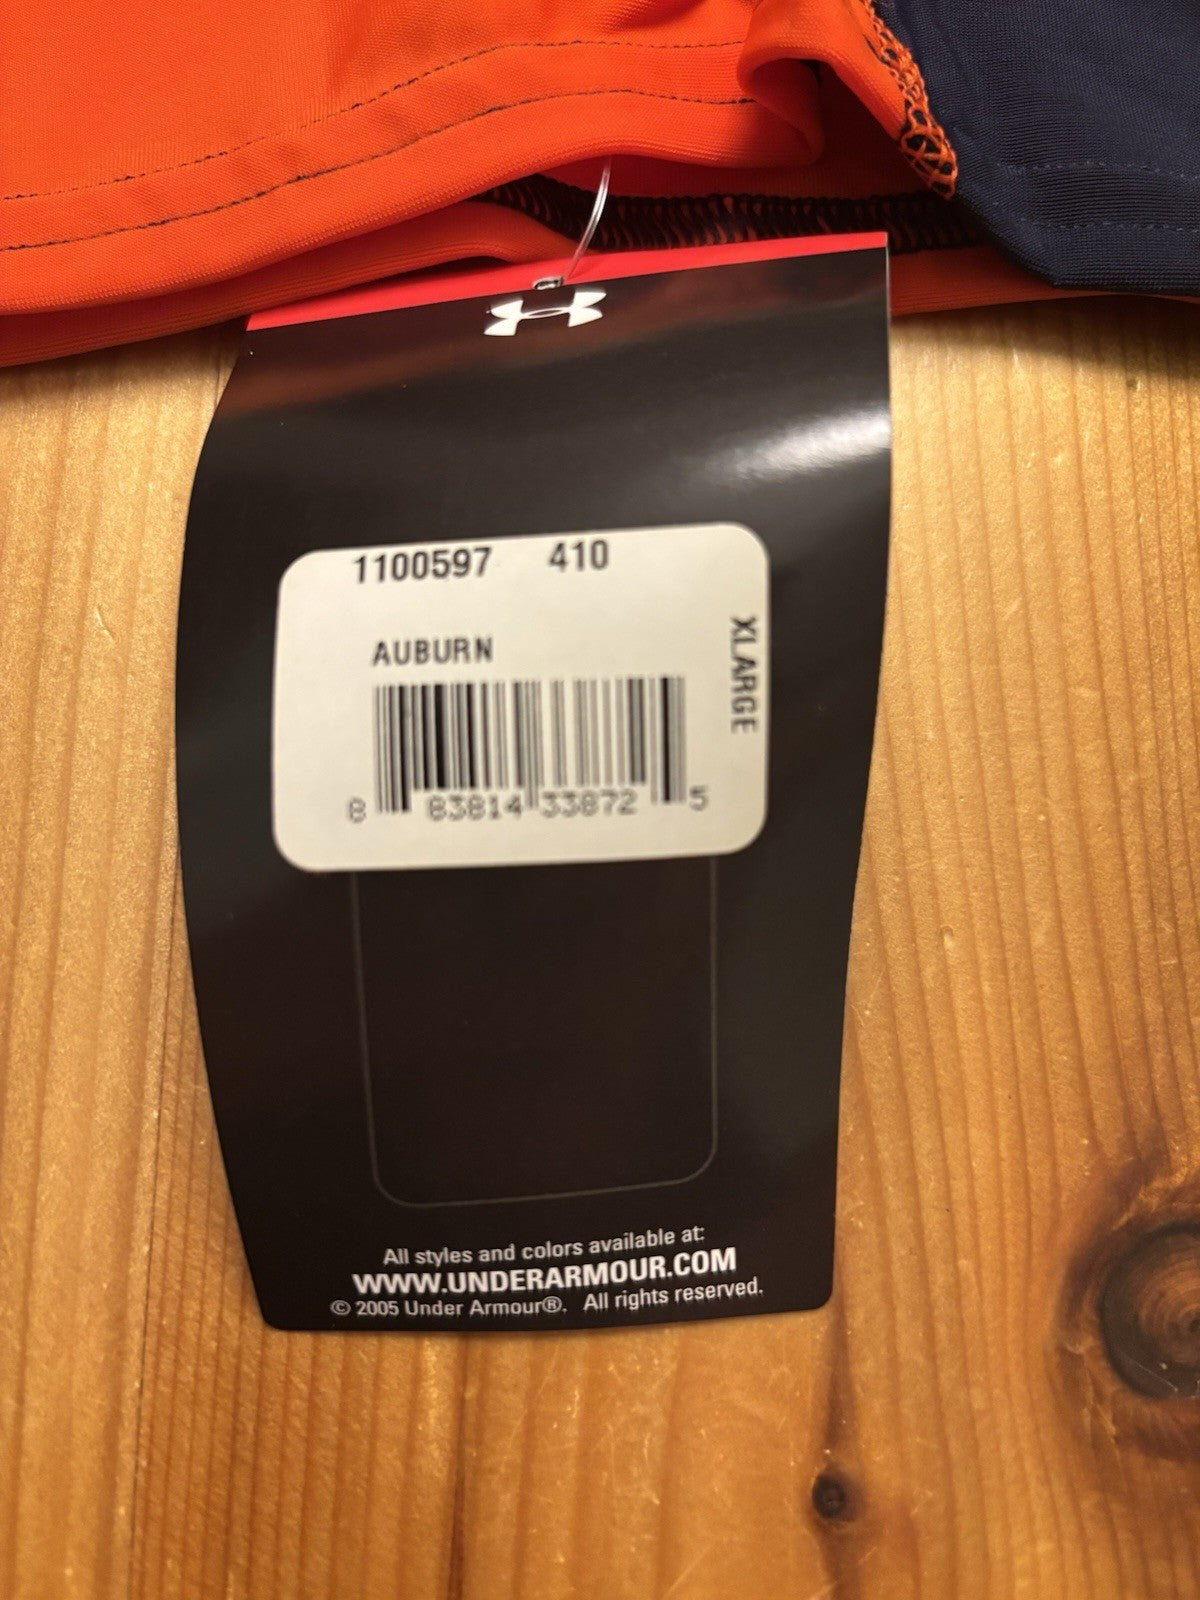 1100597 410
AUBURN
XLARGE
8 83814 33872 5
All styles and colors available at:
WWW.UNDERARMOUR.COM
© 2005 Under Armour®. All rights reserved.